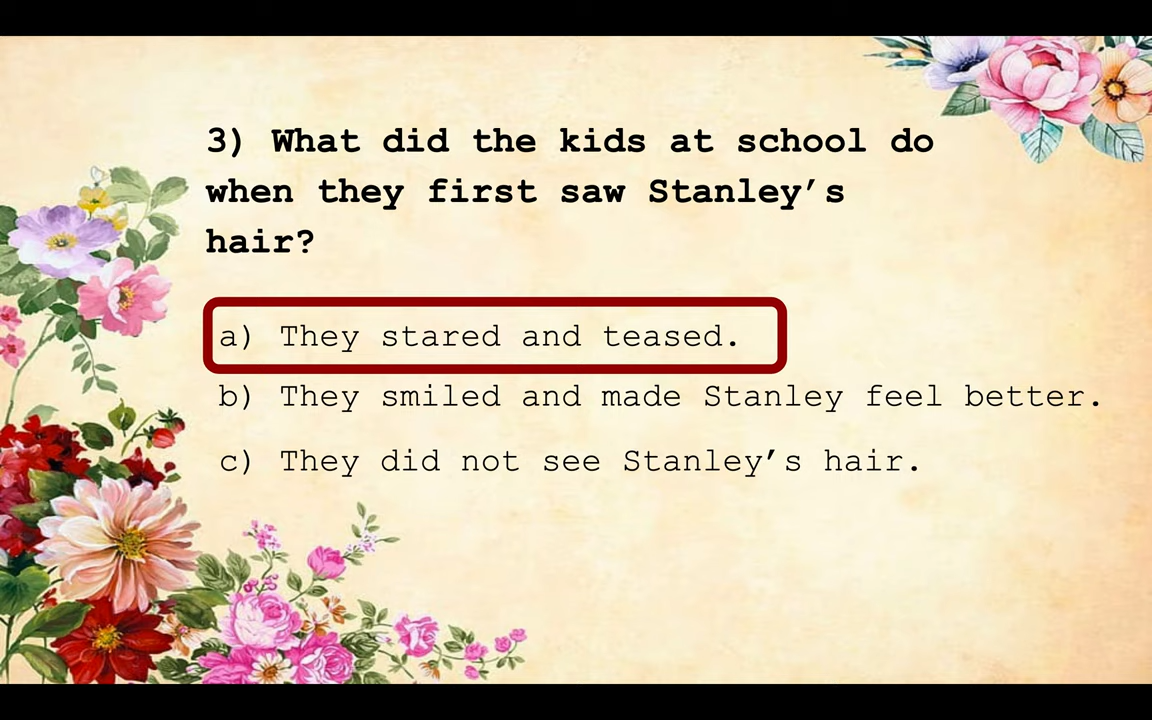 3) What did the kids at school do
when they first saw Stanley’s
hair?
a) They stared and teased.
b) They smiled and made Stanley feel better.
c) They did not see Stanley’s hair.